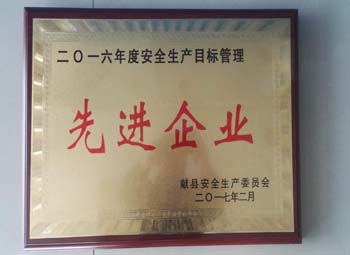 二〇一六年度安全生产目标管理
先进企业
献县安全生产委员会
二〇一七年二月